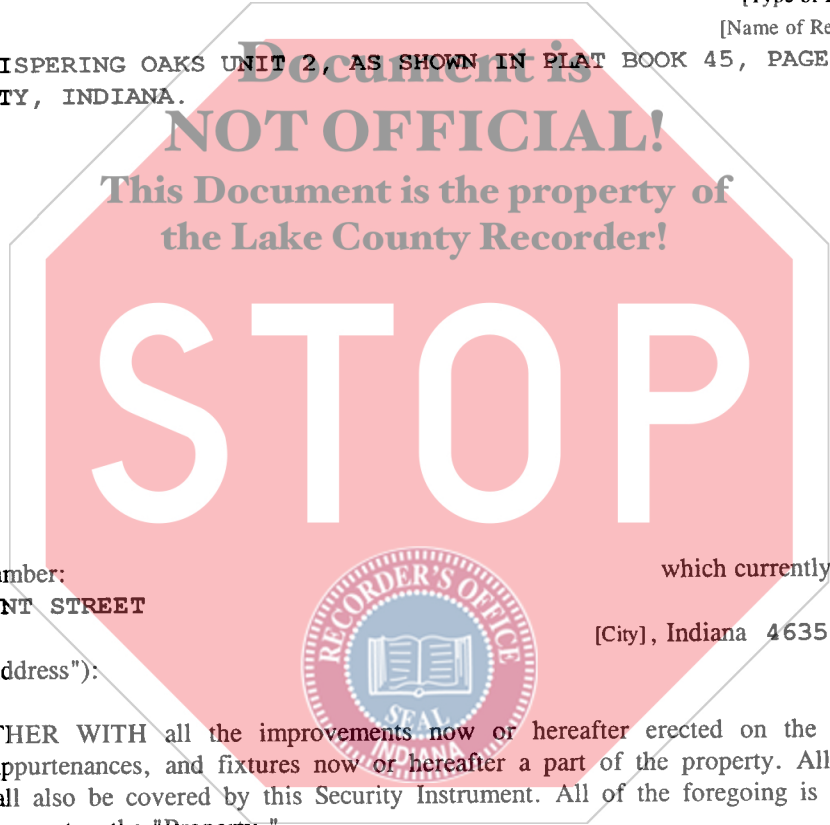 [Name of Re
ISPERING OAKS UNIT 2, AS SHOWN IN PLAT BOOK 45, PAGE
TY, INDIANA.
Document is
NOT OFFICIAL!
This Document is the property of
the Lake County Recorder!
STOP
mber:
which currently
NT STREET
[City], Indiana 4635
ddress"):
RECORDER'S OFFICE
SEAL
INDIANA
THER WITH all the improvements now or hereafter erected on the
ppurtenances, and fixtures now or hereafter a part of the property. All
all also be covered by this Security Instrument. All of the foregoing is
the "Property."